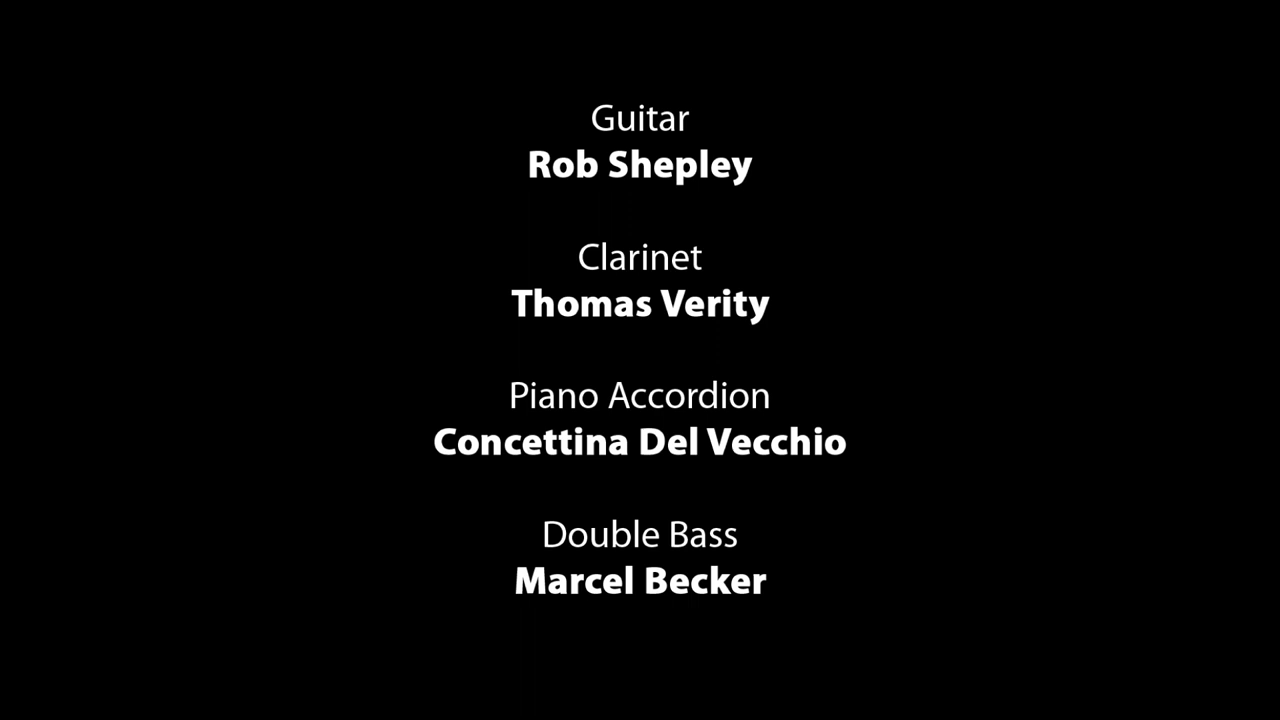 Guitar
Rob Shepley
Clarinet
Thomas Verity
Piano Accordion
Concettina Del Vecchio
Double Bass
Marcel Becker